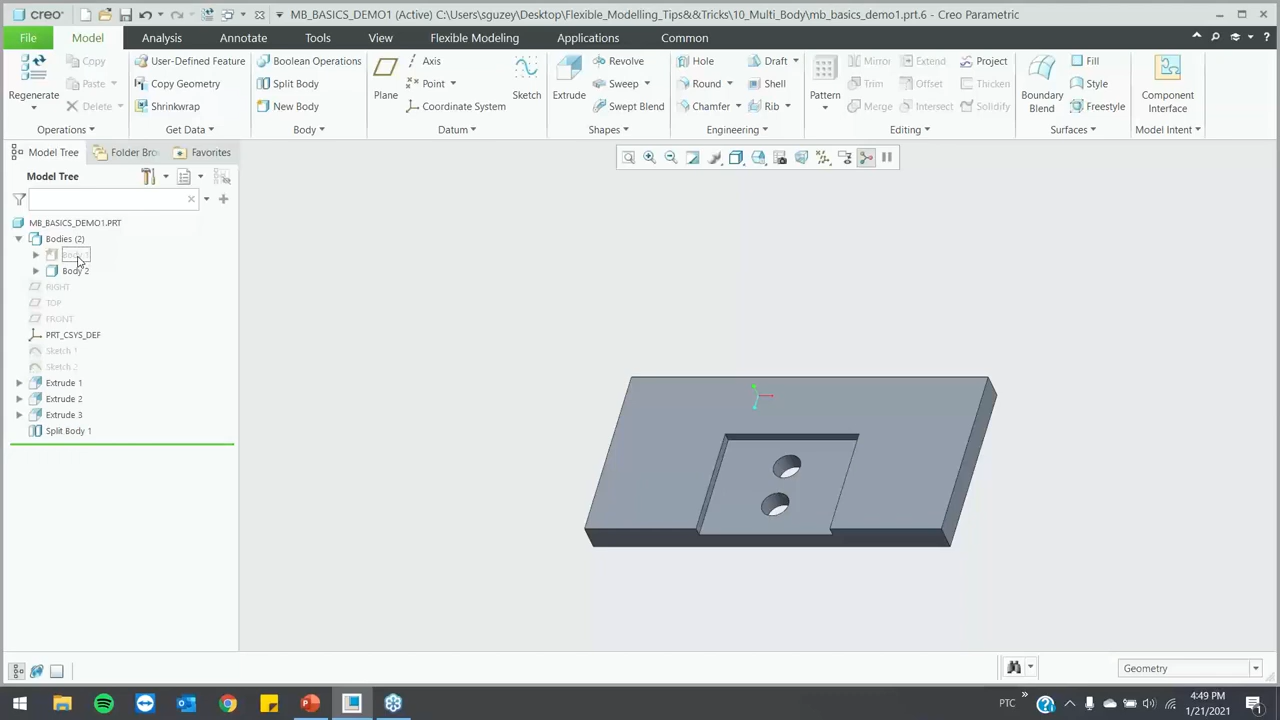 creo
MB_BASICS_DEMO1 (Active) C:\Users\sguzey\Desktop\Flexible_Modelling_Tips&&Tricks\10_Multi_Body\mb_basics_demo1.prt.6 - Creo Parametric
File Model Analysis Annotate Tools View Flexible Modeling Applications Common
Regenerate
Copy
Paste
Delete
Operations
User-Defined Feature
Copy Geometry
Shrinkwrap
Get Data
Boolean Operations
Split Body
New Body
Body
Plane
Axis
Point
Coordinate System
Sketch
Datum
Extrude
Revolve
Sweep
Swept Blend
Shapes
Hole
Round
Chamfer
Draft
Shell
Rib
Engineering
Pattern
Mirror
Trim
Merge
Extend
Offset
Intersect
Project
Thicken
Solidify
Editing
Boundary
Blend
Fill
Style
Freestyle
Surfaces
Component
Interface
Model Intent
Model Tree Folder Bro Favorites
Model Tree
MB_BASICS_DEMO1.PRT
Bodies (2)
Body 1
Body 2
RIGHT
TOP
FRONT
PRT_CSYS_DEF
Sketch 1
Sketch 2
Extrude 1
Extrude 2
Extrude 3
Split Body 1
Geometry
PTC
4:49 PM
1/21/2021